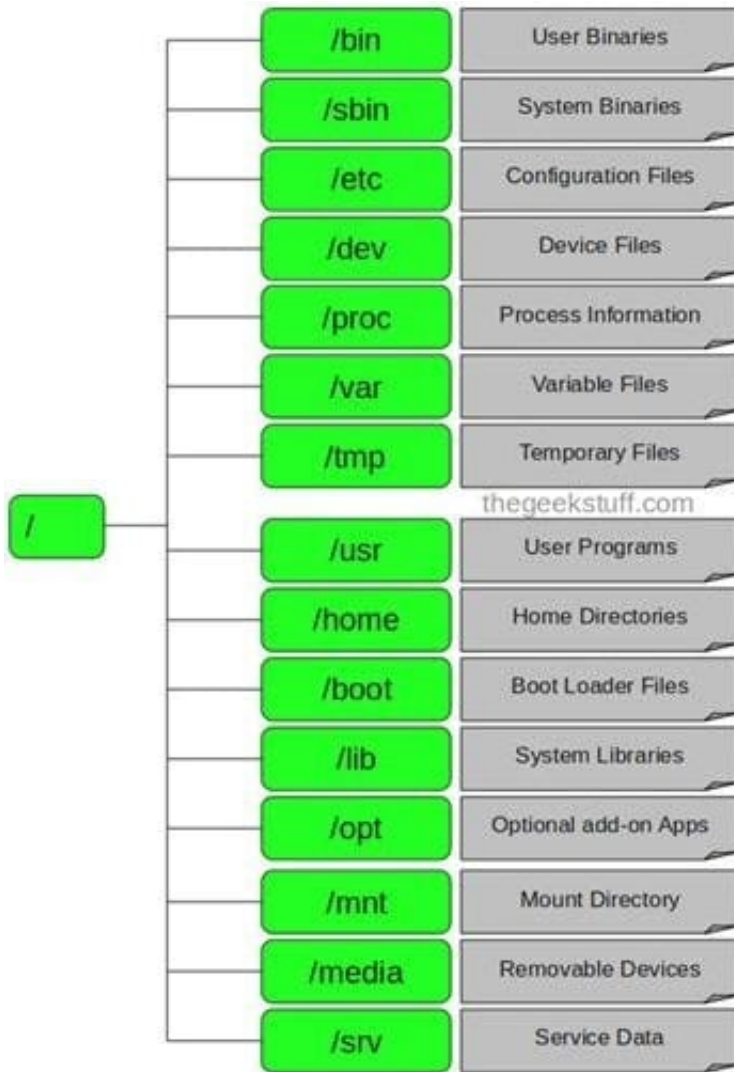 /bin User Binaries
/sbin System Binaries
/etc Configuration Files
/dev Device Files
/proc Process Information
/var Variable Files
/tmp Temporary Files
thegeekstuff.com
/
/usr User Programs
/home Home Directories
/boot Boot Loader Files
/lib System Libraries
/opt Optional add-on Apps
/mnt Mount Directory
/media Removable Devices
/srv Service Data